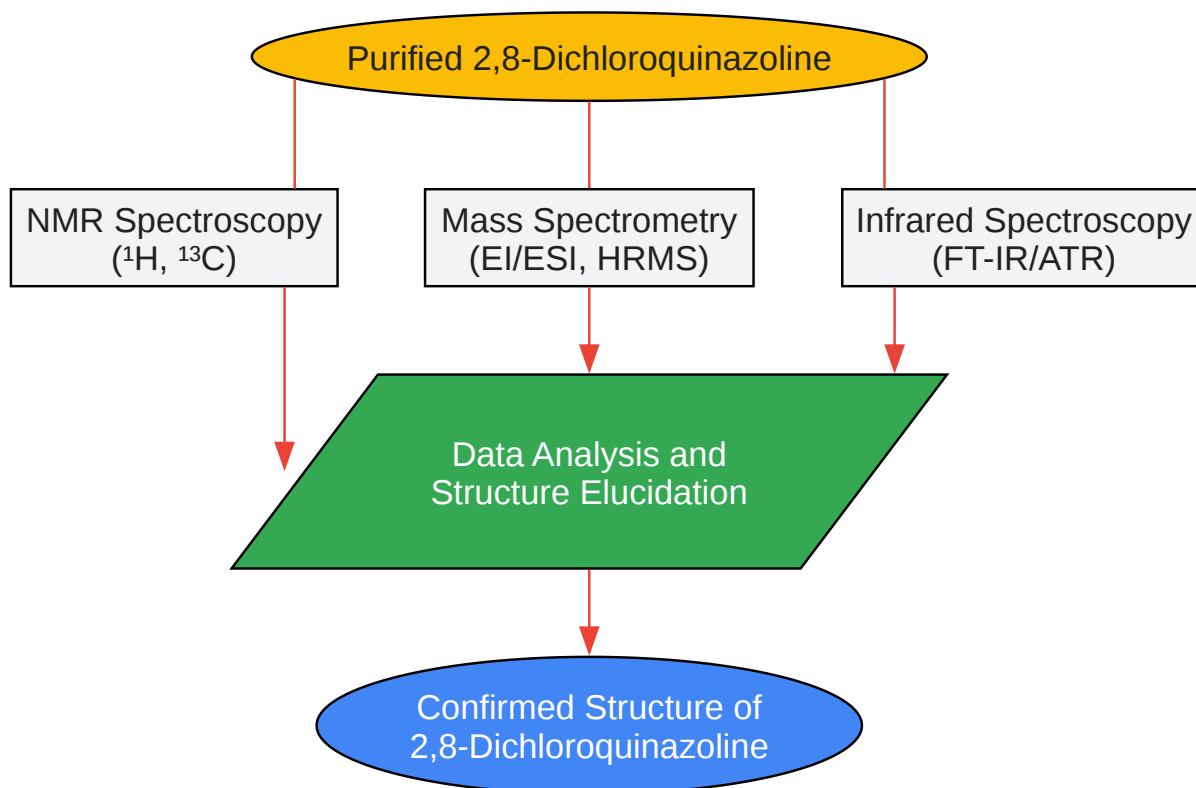 Purified 2,8-Dichloroquinazoline
NMR Spectroscopy
(¹H, ¹³C)
Mass Spectrometry
(EI/ESI, HRMS)
Infrared Spectroscopy
(FT-IR/ATR)
Data Analysis and
Structure Elucidation
Confirmed Structure of
2,8-Dichloroquinazoline